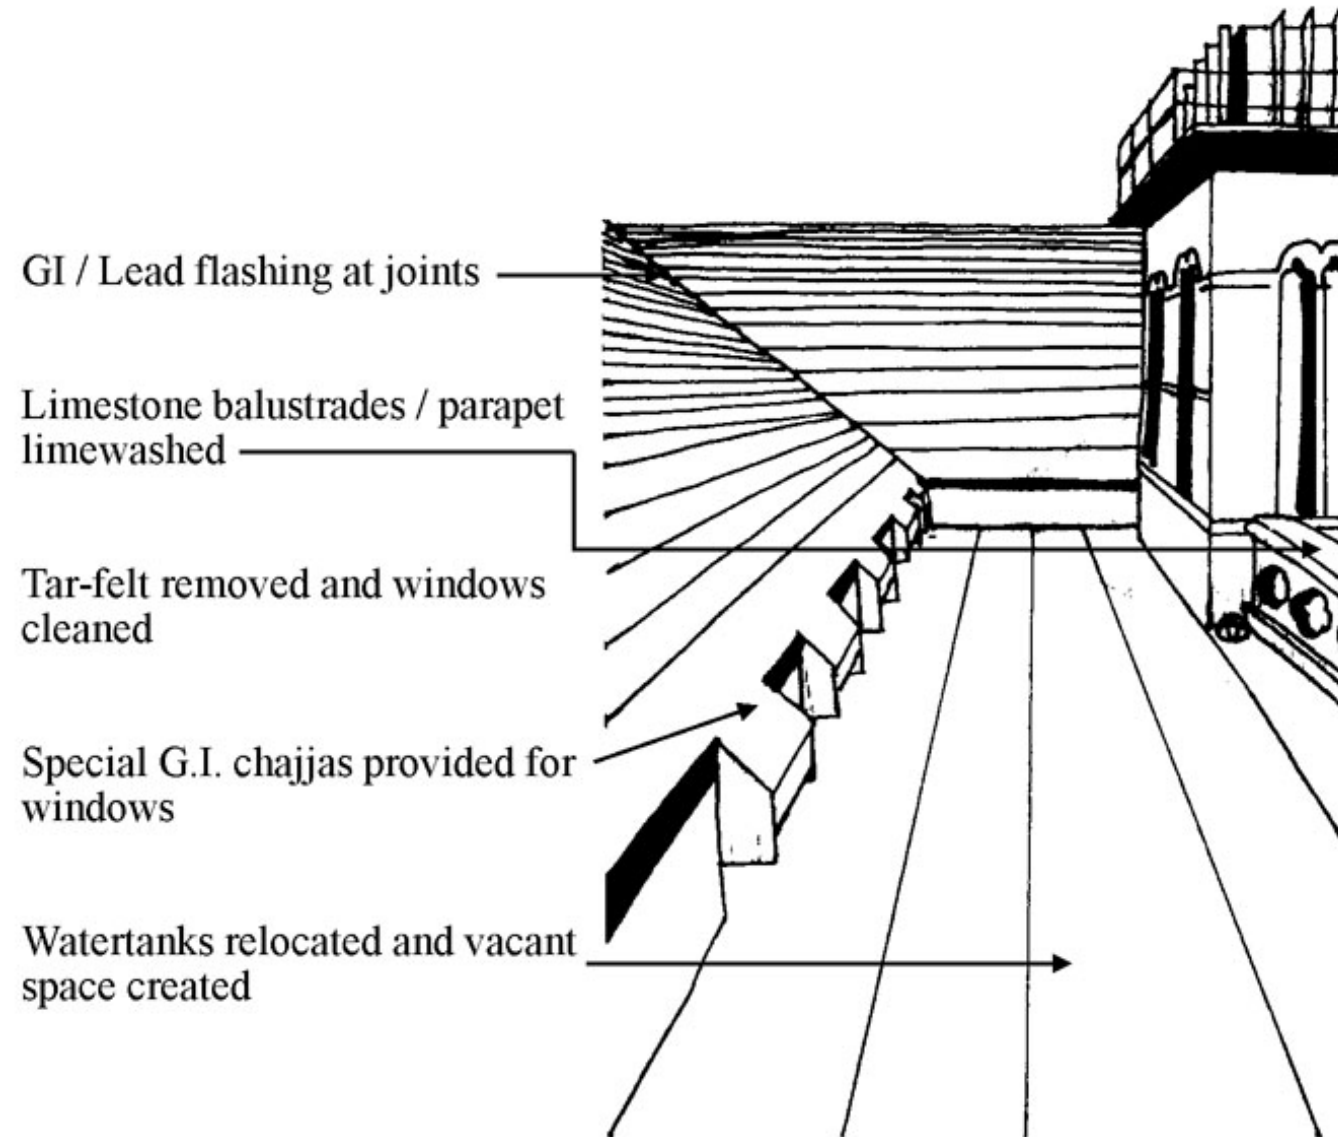 GI / Lead flashing at joints
Limestone balustrades / parapet
limewashed
Tar-felt removed and windows
cleaned
Special G.I. chajjas provided for
windows
Watertanks relocated and vacant
space created